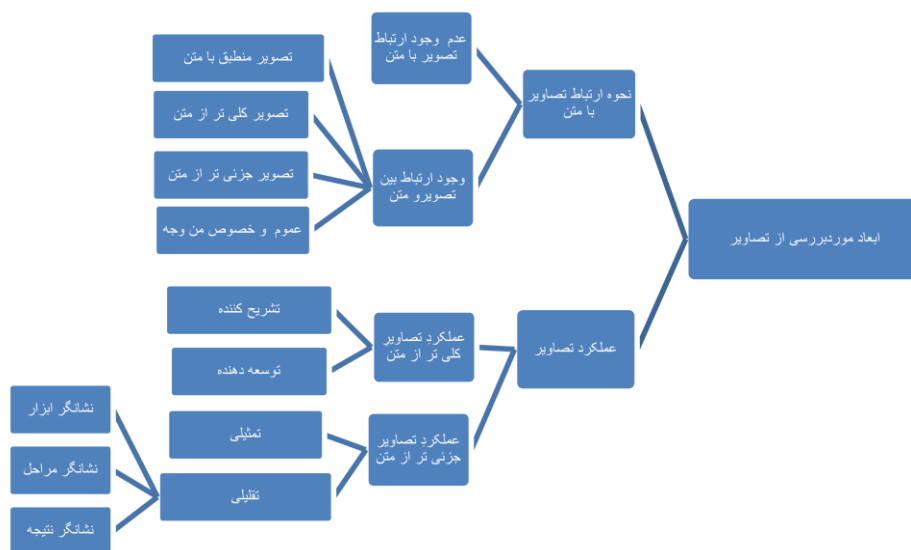 ابعاد موردبررسی از تصاویر
نحوه ارتباط تصاویر
با متن
عدم وجود ارتباط
تصویر با متن
وجود ارتباط بین
تصویرو متن
تصویر منطبق با متن
تصویر کلی تر از متن
تصویر جزئی تر از متن
عموم و خصوص من وجه
عملکرد تصاویر
عملکردِ تصاویرِ
کلی تر از متن
تشریح کننده
توسعه دهنده
عملکردِ تصاویرِ
جزئی تر از متن
تمثیلی
تقلیلی
نشانگر ابزار
نشانگر مراحل
نشانگر نتیجه